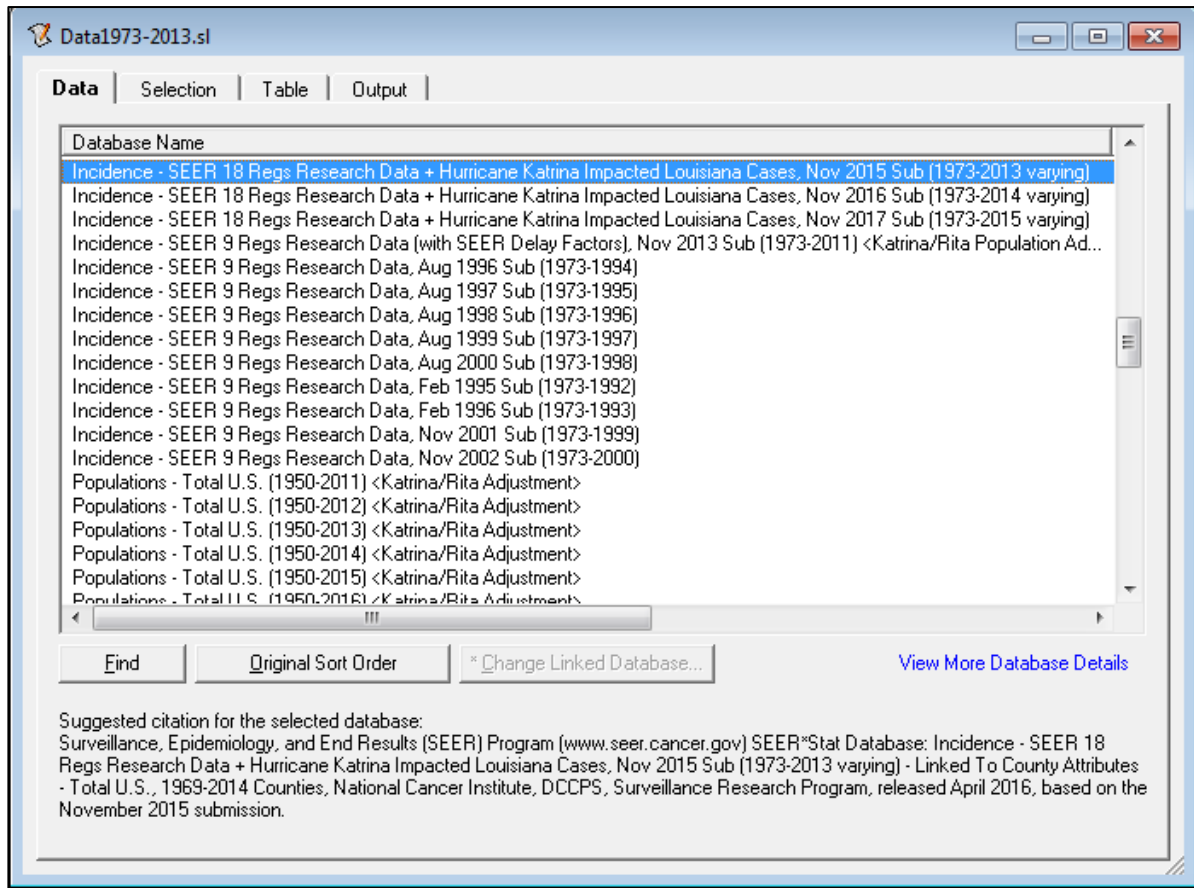 Data1973-2013.sl
Data Selection Table Output
Database Name
Incidence - SEER 18 Regs Research Data + Hurricane Katrina Impacted Louisiana Cases, Nov 2015 Sub (1973-2013 varying)
Incidence - SEER 18 Regs Research Data + Hurricane Katrina Impacted Louisiana Cases, Nov 2016 Sub (1973-2014 varying)
Incidence - SEER 18 Regs Research Data + Hurricane Katrina Impacted Louisiana Cases, Nov 2017 Sub (1973-2015 varying)
Incidence - SEER 9 Regs Research Data (with SEER Delay Factors), Nov 2013 Sub (1973-2011) <Katrina/Rita Population Ad...
Incidence - SEER 9 Regs Research Data, Aug 1996 Sub (1973-1994)
Incidence - SEER 9 Regs Research Data, Aug 1997 Sub (1973-1995)
Incidence - SEER 9 Regs Research Data, Aug 1998 Sub (1973-1996)
Incidence - SEER 9 Regs Research Data, Aug 1999 Sub (1973-1997)
Incidence - SEER 9 Regs Research Data, Aug 2000 Sub (1973-1998)
Incidence - SEER 9 Regs Research Data, Feb 1995 Sub (1973-1992)
Incidence - SEER 9 Regs Research Data, Feb 1996 Sub (1973-1993)
Incidence - SEER 9 Regs Research Data, Nov 2001 Sub (1973-1999)
Incidence - SEER 9 Regs Research Data, Nov 2002 Sub (1973-2000)
Populations - Total U.S. (1950-2011) <Katrina/Rita Adjustment>
Populations - Total U.S. (1950-2012) <Katrina/Rita Adjustment>
Populations - Total U.S. (1950-2013) <Katrina/Rita Adjustment>
Populations - Total U.S. (1950-2014) <Katrina/Rita Adjustment>
Populations - Total U.S. (1950-2015) <Katrina/Rita Adjustment>
Populations - Total U.S. (1950-2016) <Katrina/Rita Adjustment>
Find Original Sort Order * Change Linked Database... View More Database Details
Suggested citation for the selected database:
Surveillance, Epidemiology, and End Results (SEER) Program (www.seer.cancer.gov) SEER*Stat Database: Incidence - SEER 18
Regs Research Data + Hurricane Katrina Impacted Louisiana Cases, Nov 2015 Sub (1973-2013 varying) - Linked To County Attributes
- Total U.S., 1969-2014 Counties, National Cancer Institute, DCCPS, Surveillance Research Program, released April 2016, based on the
November 2015 submission.